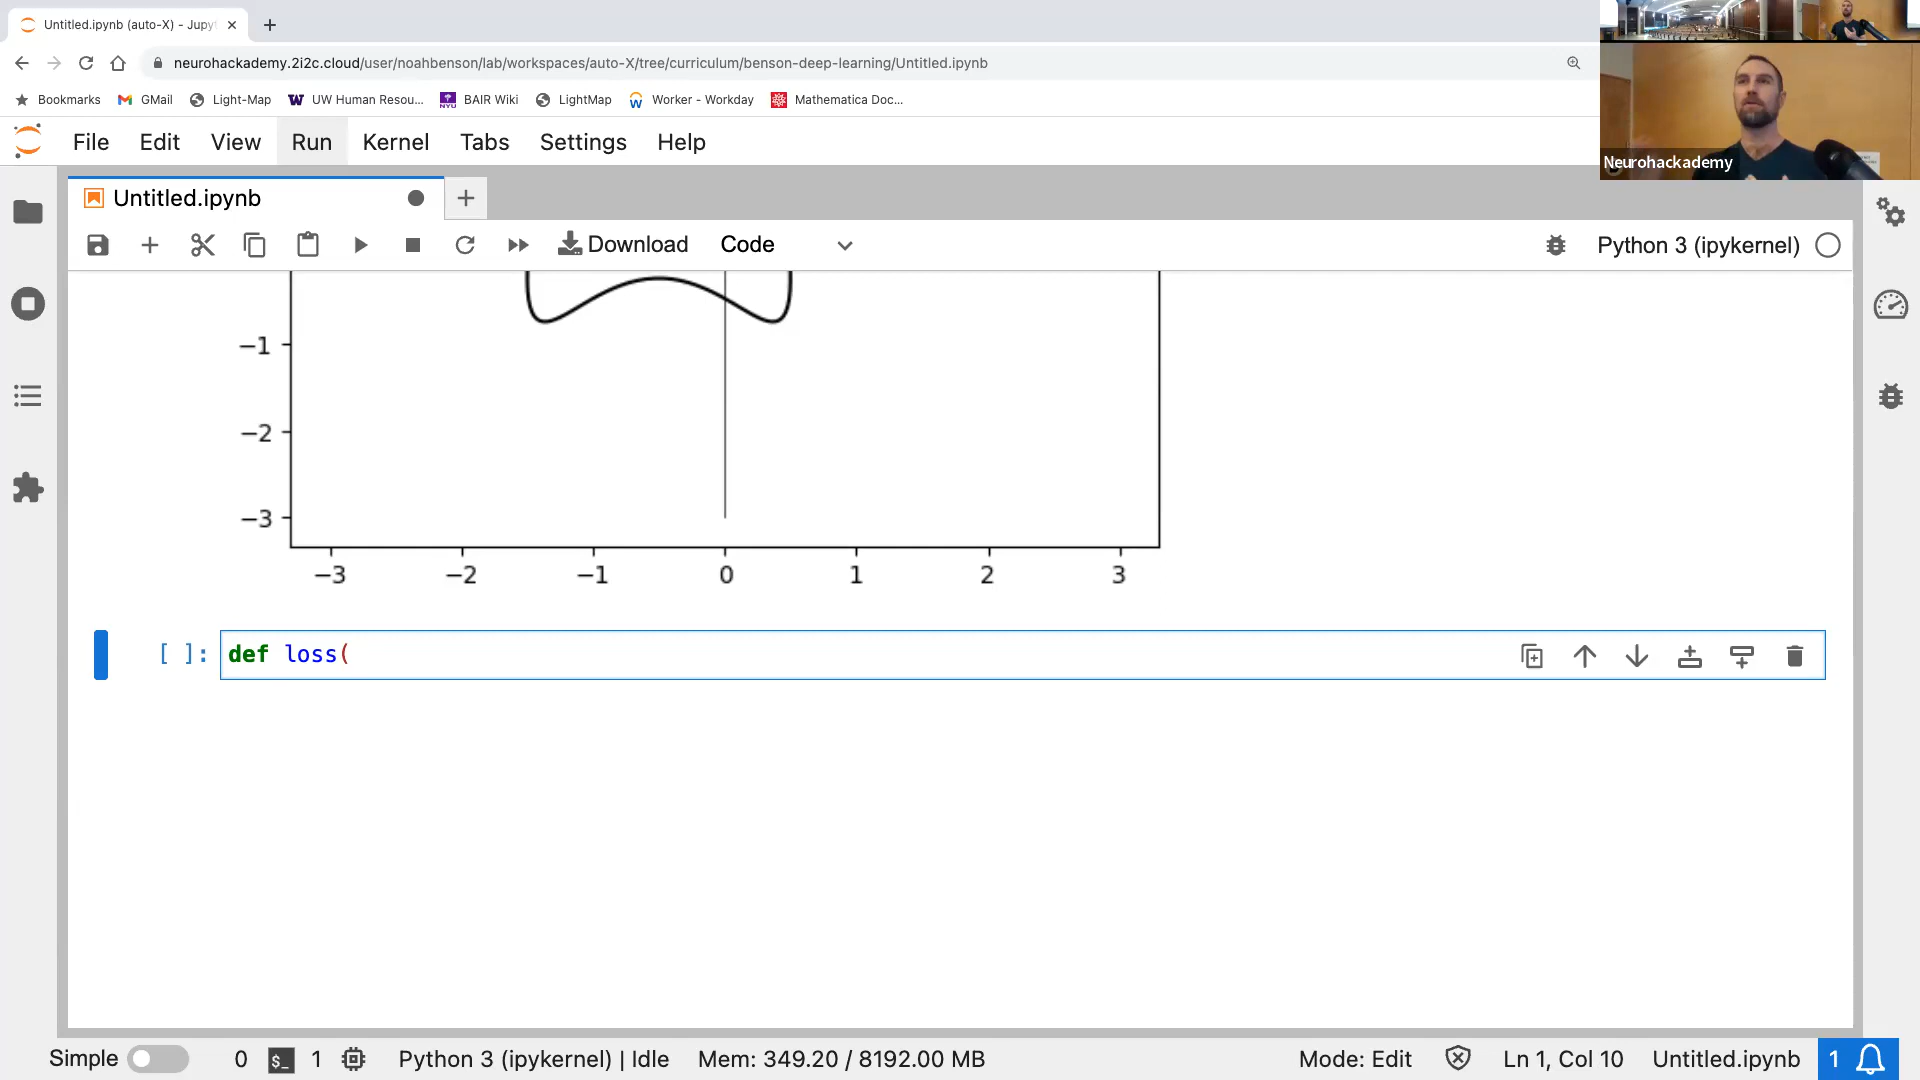 Untitled.ipynb (auto-X) - Jupyt
neurohackademy.2i2c.cloud/user/noahbenson/lab/workspaces/auto-X/tree/curriculum/benson-deep-learning/Untitled.ipynb
Bookmarks GMail Light-Map UW Human Resou... BAIR Wiki LightMap Worker - Workday Mathematica Doc...
NYU
File Edit View Run Kernel Tabs Settings Help
Neurohackademy
Untitled.ipynb
Download Code Python 3 (ipykernel)
−1
−2
−3
−3 −2 −1 0 1 2 3
[ ]: def loss(
Simple 0 $_ 1 Python 3 (ipykernel) | Idle Mem: 349.20 / 8192.00 MB Mode: Edit Ln 1, Col 10 Untitled.ipynb 1